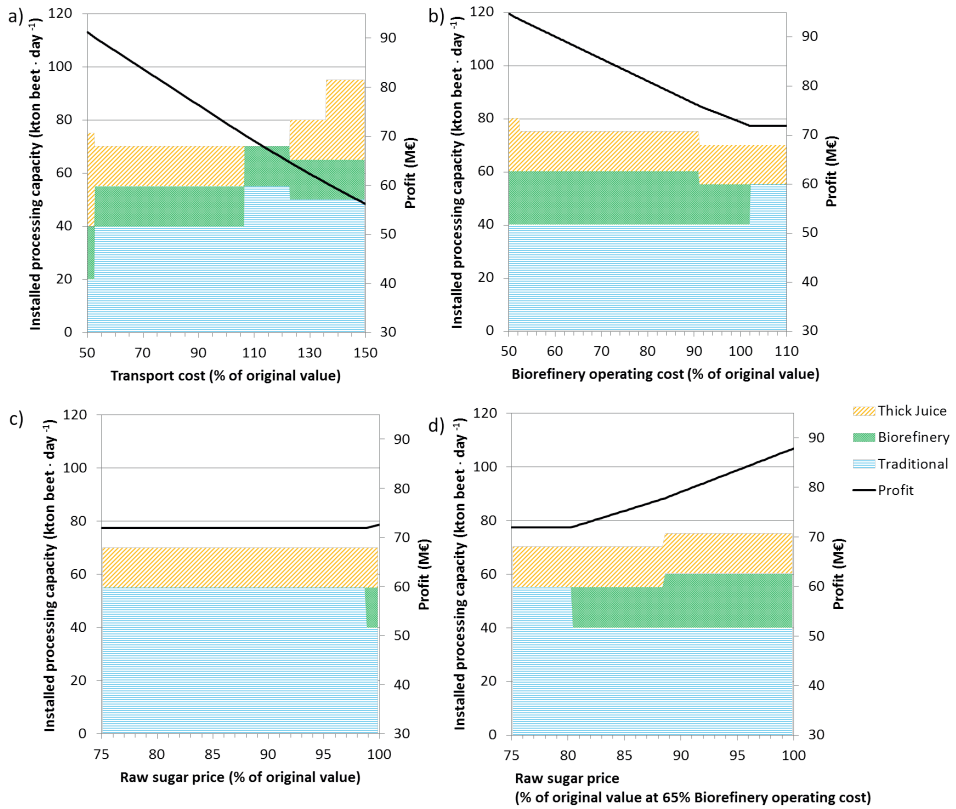 a)
Installed processing capacity (kton beet · day ⁻¹)
120
100
80
60
40
20
0
90
80
70
60
50
40
30
Profit (M€)
50 70 90 110 130 150
Transport cost (% of original value)
b)
Installed processing capacity (kton beet · day ⁻¹)
120
100
80
60
40
20
0
90
80
70
60
50
40
30
Profit (M€)
50 60 70 80 90 100 110
Biorefinery operating cost (% of original value)
c)
Installed processing capacity (kton beet · day ⁻¹)
120
100
80
60
40
20
0
90
80
70
60
50
40
30
Profit (M€)
75 80 85 90 95 100
Raw sugar price (% of original value)
d)
Installed processing capacity (kton beet · day ⁻¹)
120
100
80
60
40
20
0
90
80
70
60
50
40
30
Profit (M€)
75 80 85 90 95 100
Raw sugar price
(% of original value at 65% Biorefinery operating cost)
Thick Juice
Biorefinery
Traditional
Profit